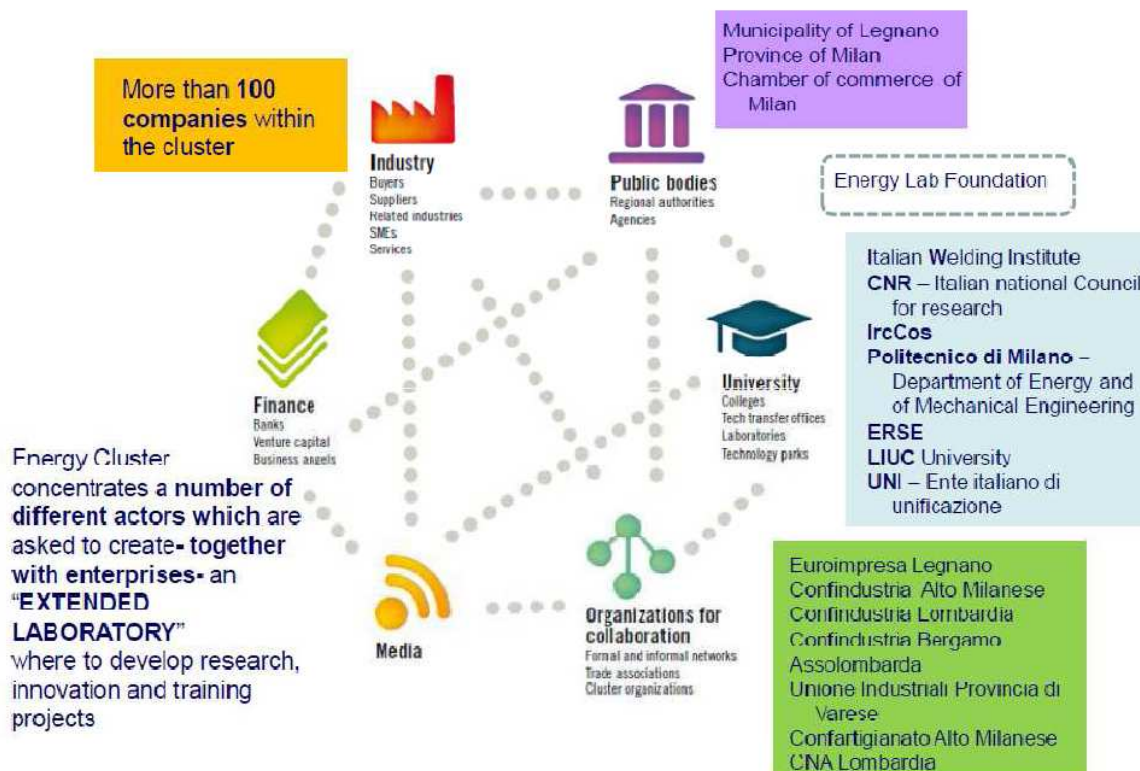 More than 100
companies within
the cluster
Industry
Buyers
Suppliers
Related industries
SMEs
Services
Municipality of Legnano
Province of Milan
Chamber of commerce of
Milan
Public bodies
Regional authorities
Agencies
Energy Lab Foundation
Italian Welding Institute
CNR – Italian national Council
for research
IrcCos
Politecnico di Milano –
Department of Energy and
of Mechanical Engineering
ERSE
LIUC University
UNI – Ente italiano di
unificazione
University
Colleges
Tech transfer offices
Laboratories
Technology parks
Finance
Banks
Venture capital
Business angels
Energy Cluster
concentrates a number of
different actors which are
asked to create- together
with enterprises- an
"EXTENDED
LABORATORY"
where to develop research,
innovation and training
projects
Media
Organizations for
collaboration
Formal and informal networks
Trade associations
Cluster organizations
Euroimpresa Legnano
Confindustria Alto Milanese
Confindustria Lombardia
Confindustria Bergamo
Assolombarda
Unione Industriali Provincia di
Varese
Confartigianato Alto Milanese
CNA Lombardia